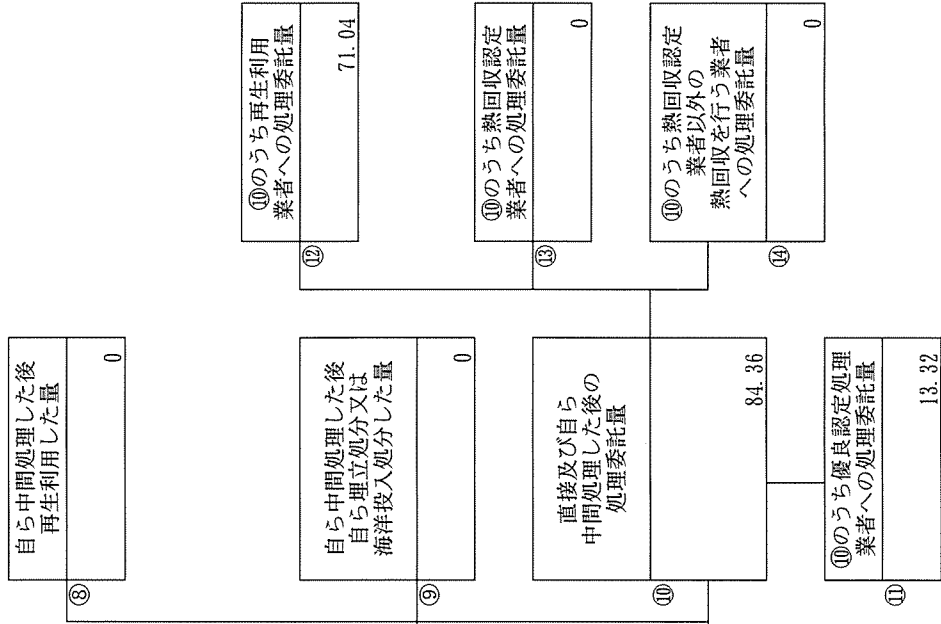 ⑧
自ら中間処理した後
再生利用した量
0
⑨
自ら中間処理した後
自ら埋立処分又は
海洋投入処分した量
0
⑩
直接及び自ら
中間処理した後の
処理委託量
84.36
⑪
⑩のうち優良認定処理
業者への処理委託量
13.32
⑫
⑩のうち再生利用
業者への処理委託量
71.04
⑬
⑩のうち熱回収認定
業者への処理委託量
0
⑭
⑩のうち熱回収認定
業者以外の
熱回収を行う業者
への処理委託量
0